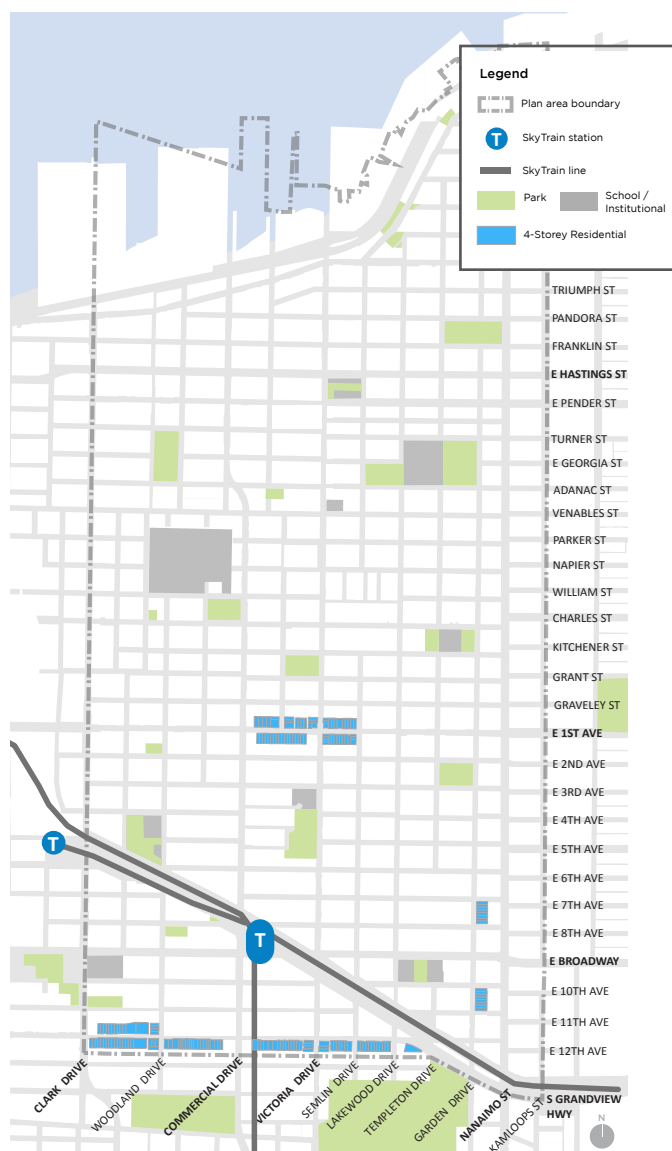 Legend
Plan area boundary
T
SkyTrain station
SkyTrain line
Park
School /
Institutional
4-Storey Residential
TRIUMPH ST
PANDORA ST
FRANKLIN ST
E HASTINGS ST
E PENDER ST
TURNER ST
E GEORGIA ST
ADANAC ST
VENABLES ST
PARKER ST
NAPIER ST
WILLIAM ST
CHARLES ST
KITCHENER ST
GRANT ST
GRAVELEY ST
E 1ST AVE
E 2ND AVE
E 3RD AVE
E 4TH AVE
T
E 5TH AVE
E 6TH AVE
E 7TH AVE
E 8TH AVE
T
E BROADWAY
E 10TH AVE
E 11TH AVE
E 12TH AVE
CLARK DRIVE
WOODLAND DRIVE
COMMERCIAL DRIVE
VICTORIA DRIVE
SEMLIN DRIVE
LAKEWOOD DRIVE
TEMPLETON DRIVE
GARDEN DRIVE
NANAIMO ST
KAMLOOPS ST
S GRANDVIEW
HWY
N